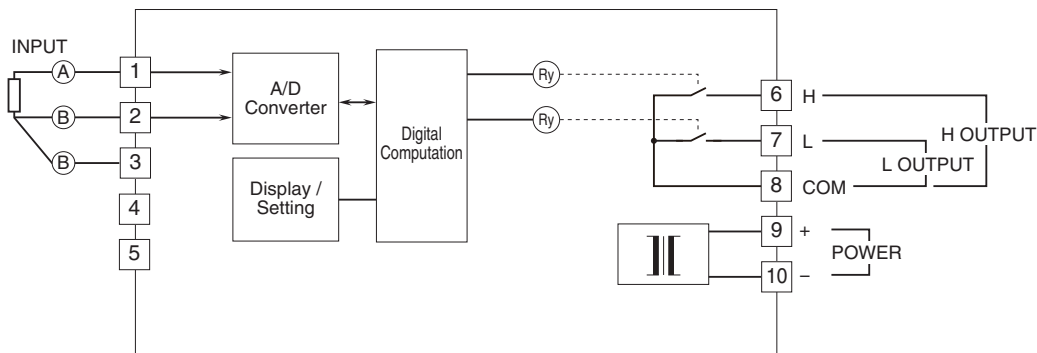 INPUT
A
B
B
1
2
3
4
5
A/D
Converter
Display /
Setting
Digital
Computation
Ry
Ry
6 H
7 L
8 COM
9 +
10 –
H OUTPUT
L OUTPUT
POWER